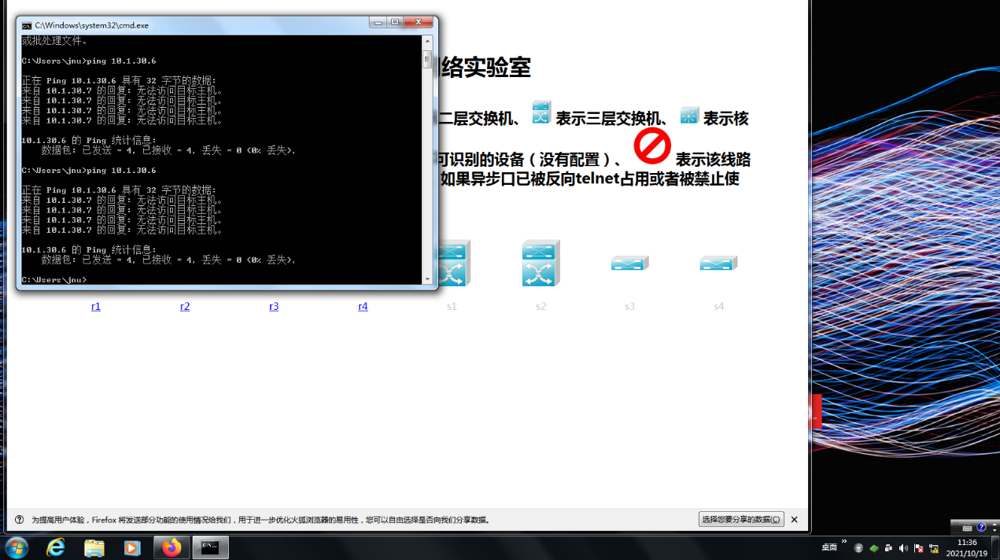 C:\Windows\system32\cmd.exe
或批处理文件。
C:\Users\jnu>ping 10.1.30.6
正在 Ping 10.1.30.6 具有 32 字节的数据:
来自 10.1.30.7 的回复: 无法访问目标主机。
来自 10.1.30.7 的回复: 无法访问目标主机。
来自 10.1.30.7 的回复: 无法访问目标主机。
来自 10.1.30.7 的回复: 无法访问目标主机。
10.1.30.6 的 Ping 统计信息:
数据包: 已发送 = 4, 已接收 = 4, 丢失 = 0 (0% 丢失),
C:\Users\jnu>ping 10.1.30.6
正在 Ping 10.1.30.6 具有 32 字节的数据:
来自 10.1.30.7 的回复: 无法访问目标主机。
来自 10.1.30.7 的回复: 无法访问目标主机。
来自 10.1.30.7 的回复: 无法访问目标主机。
来自 10.1.30.7 的回复: 无法访问目标主机。
10.1.30.6 的 Ping 统计信息:
数据包: 已发送 = 4, 已接收 = 4, 丢失 = 0 (0% 丢失),
C:\Users\jnu>
络实验室
二层交换机、 表示三层交换机、 表示核
可识别的设备（没有配置）、 表示该线路
如果异步口已被反向telnet占用或者被禁止使
r1 r2 r3 r4 s1 s2 s3 s4
为提高用户体验，Firefox 将发送部分功能的使用情况给我们，用于进一步优化火狐浏览器的易用性，您可以自由选择是否向我们分享数据。 选择您要分享的数据(C)
桌面
11:36
2021/10/19